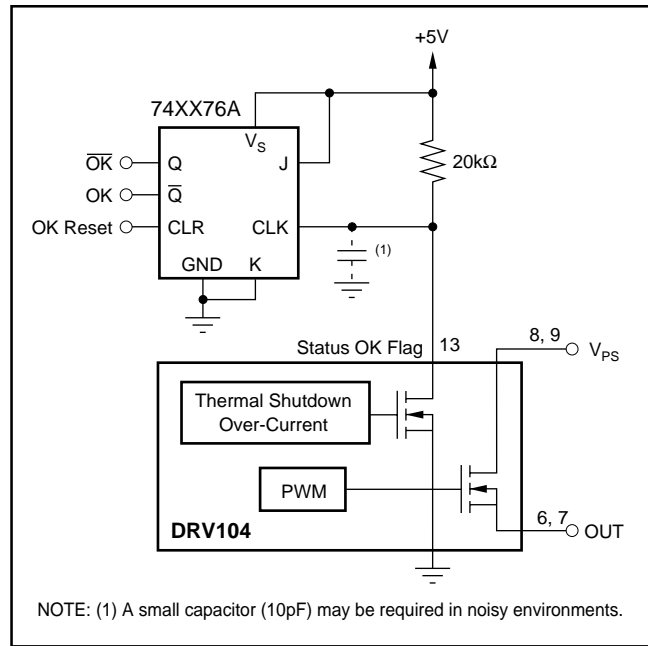 +5V
74XX76A
V_S
OK̅ Q J 20kΩ
OK Q̅
OK Reset CLR CLK (1)
GND K
Status OK Flag 13 8, 9 V_PS
Thermal Shutdown
Over-Current
PWM
6, 7 OUT
DRV104
NOTE: (1) A small capacitor (10pF) may be required in noisy environments.